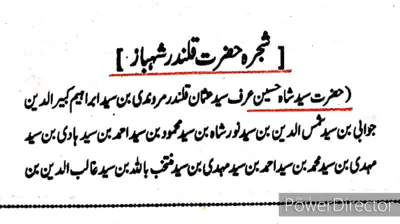 [ شجرہ حضرت قلندر شہباز ]
(حضرت سید شاہ حسین عرف سید عثمان قلندر مروندی بن سید ابراہیم کبیر الدین
جوابی بن سید شمس الدین بن سید نور شاہ بن سید محمود بن سید احمد بن سید ہادی بن سید
مہدی بن سید محمد بن سید احمد بن سید مہدی بن سید منتخب باللہ بن سید غالب الدین بن
PowerDirector